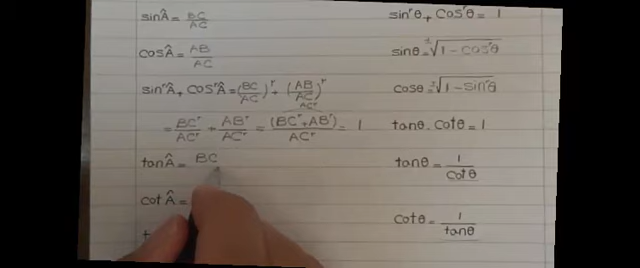 sinÂ = BC/AC
cosÂ = AB/AC
sin²Â + cos²Â = (BC/AC)² + (AB/AC)²
AC²
= BC²/AC² + AB²/AC² = (BC² + AB²)/AC² = 1
tanÂ = BC
cotÂ =
sin²θ + cos²θ = 1
sinθ = ±√1 - cos²θ
cosθ = ±√1 - sin²θ
tanθ . cotθ = 1
tanθ = 1/cotθ
cotθ = 1/tanθ